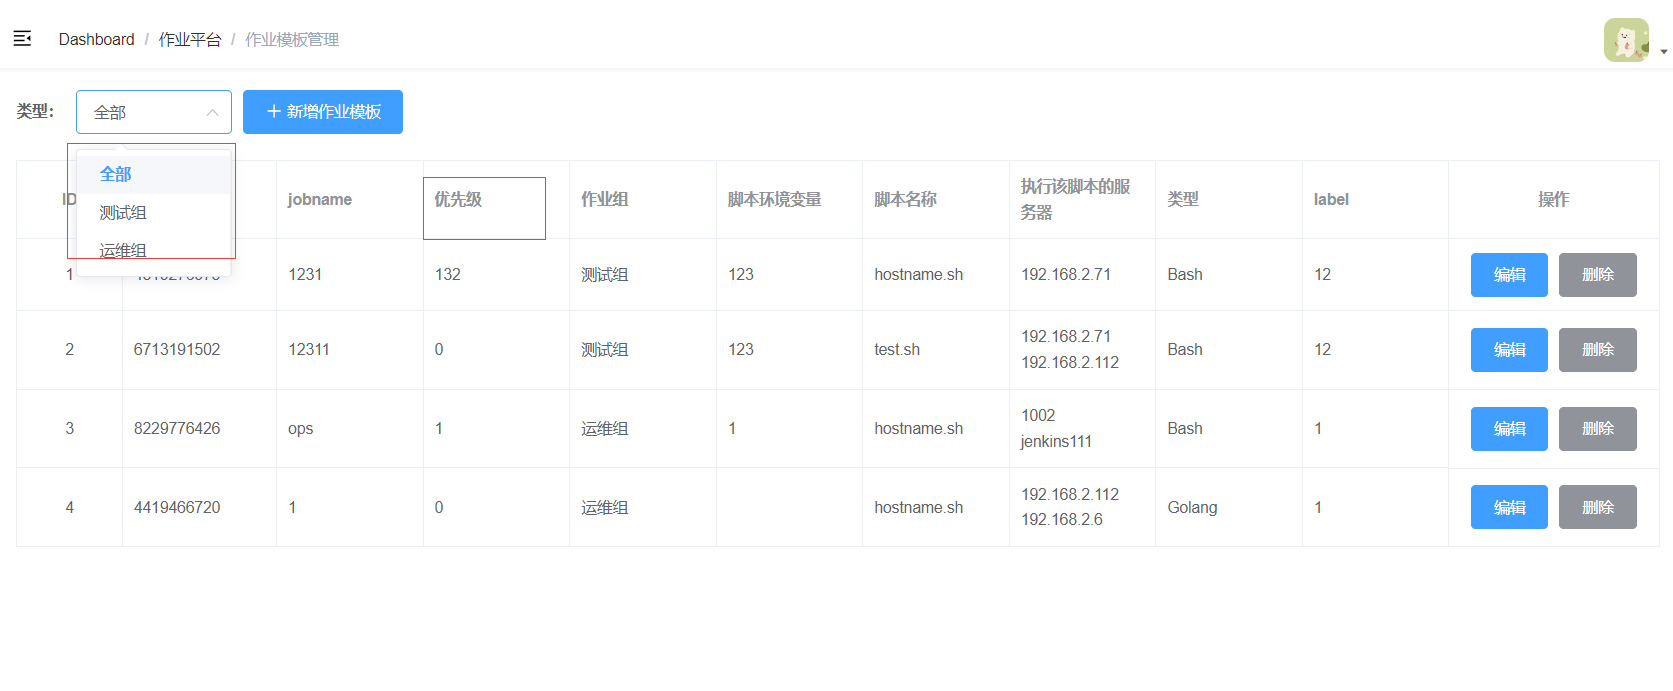 Dashboard / 作业平台 / 作业模板管理
类型： 全部 + 新增作业模板
全部
测试组
运维组
ID jobname 优先级 作业组 脚本环境变量 脚本名称 执行该脚本的服 类型 label 操作
务器
1 1231 132 测试组 123 hostname.sh 192.168.2.71 Bash 12 编辑 删除
2 6713191502 12311 0 测试组 123 test.sh 192.168.2.71 Bash 12 编辑 删除
192.168.2.112
3 8229776426 ops 1 运维组 1 hostname.sh 1002 Bash 1 编辑 删除
jenkins111
4 4419466720 1 0 运维组 hostname.sh 192.168.2.112 Golang 1 编辑 删除
192.168.2.6